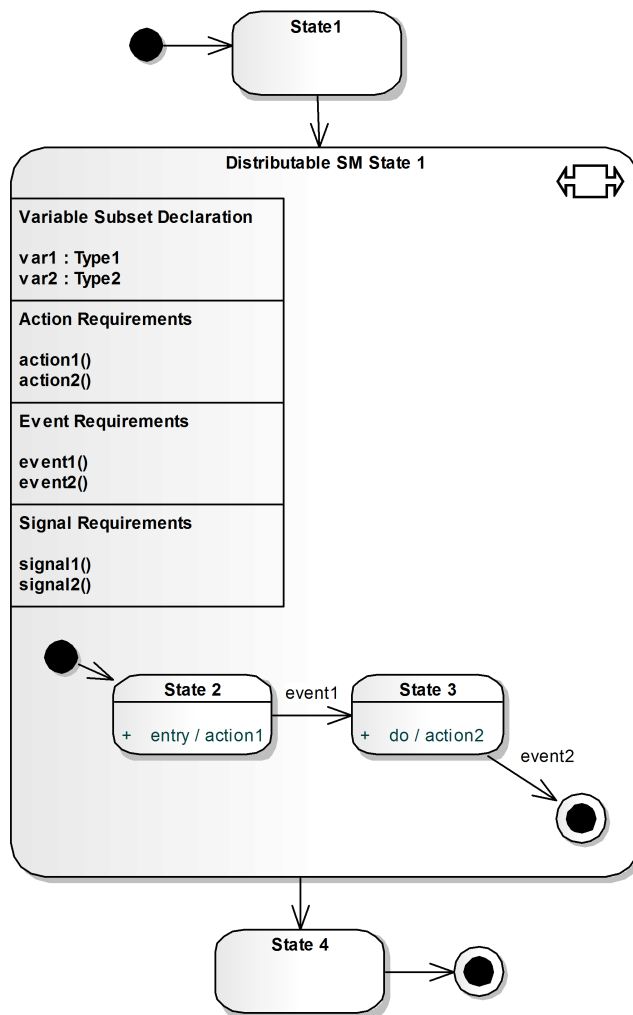 State1
Distributable SM State 1
Variable Subset Declaration
var1 : Type1
var2 : Type2
Action Requirements
action1()
action2()
Event Requirements
event1()
event2()
Signal Requirements
signal1()
signal2()
State 2
event1
State 3
+ entry / action1
+ do / action2
event2
State 4